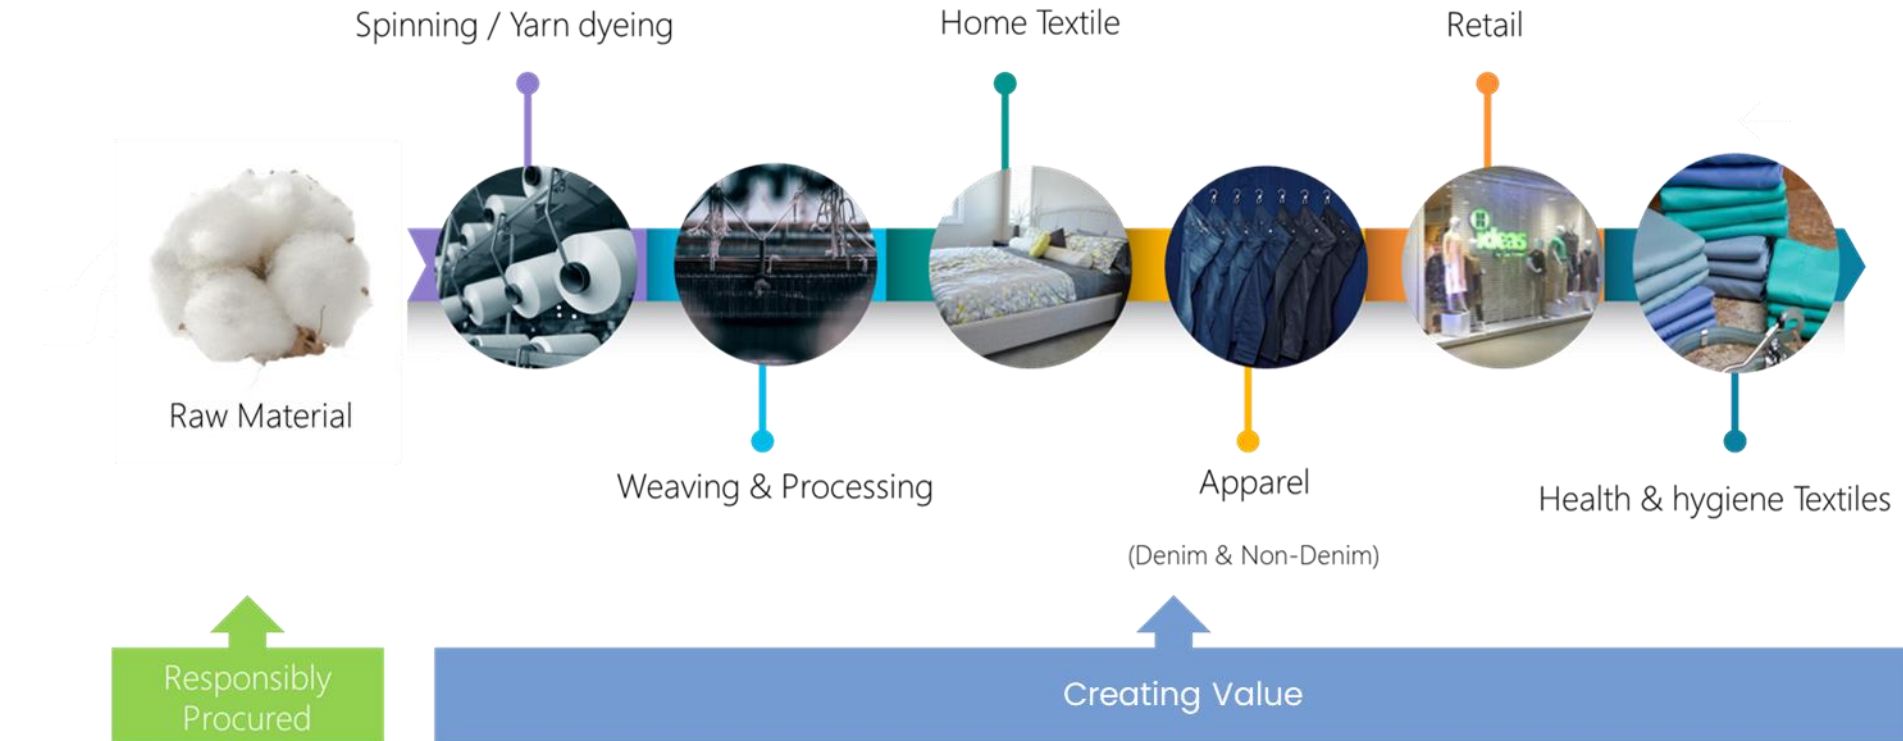 Spinning / Yarn dyeing
Home Textile
Retail
ideas
Raw Material
Weaving & Processing
Apparel
(Denim & Non-Denim)
Health & hygiene Textiles
Responsibly
Procured
Creating Value